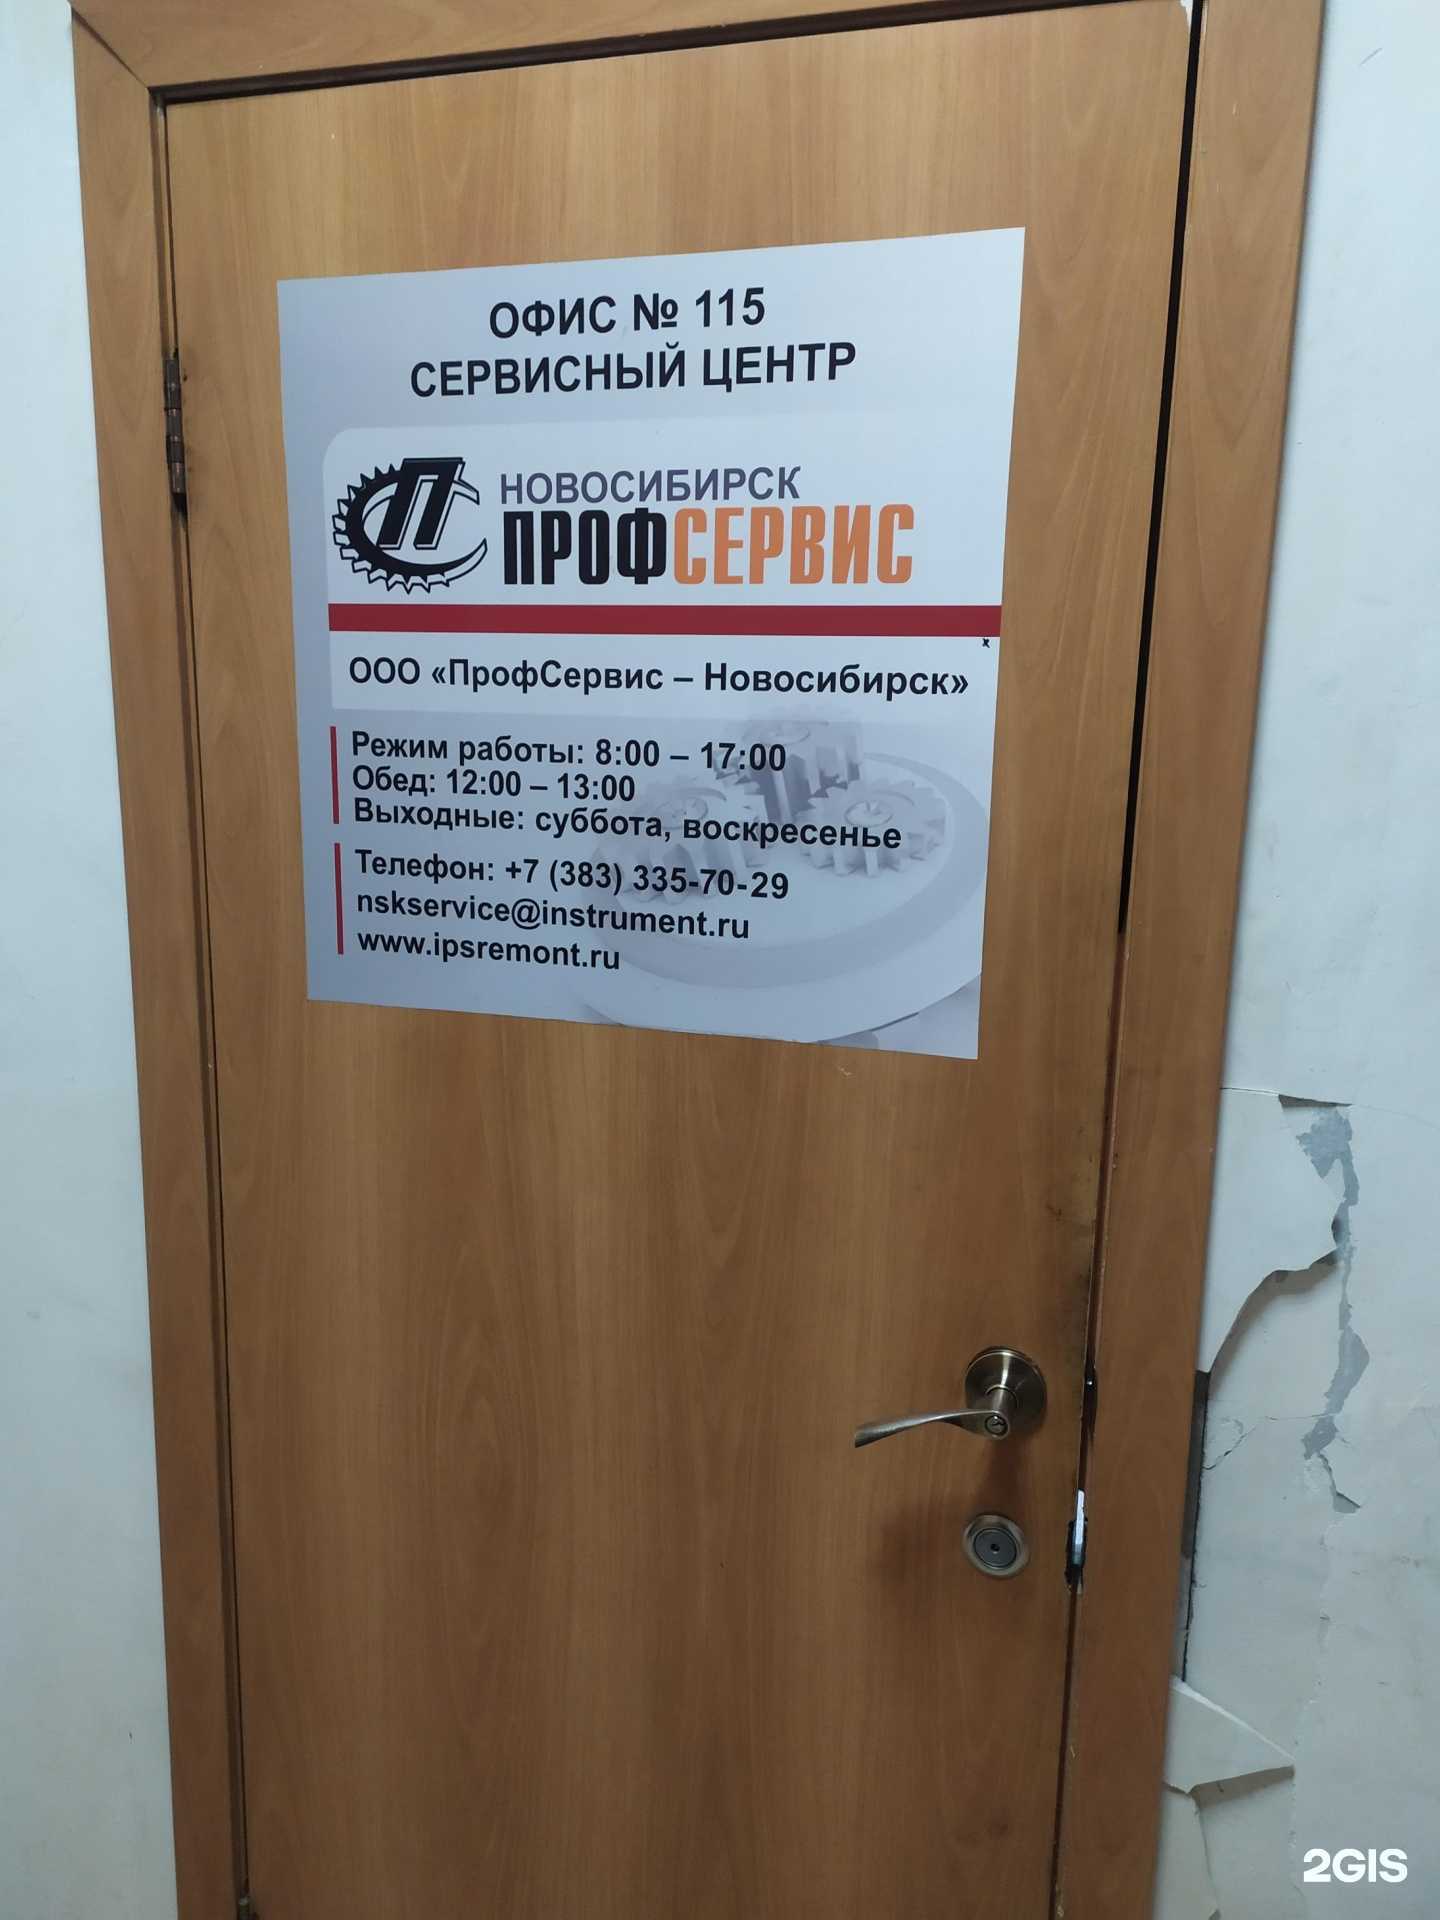 ОФИС № 115
СЕРВИСНЫЙ ЦЕНТР
П
НОВОСИБИРСК
ПРОФСЕРВИС
ООО «ПрофСервис – Новосибирск»
Режим работы: 8:00 – 17:00
Обед: 12:00 – 13:00
Выходные: суббота, воскресенье
Телефон: +7 (383) 335-70-29
nskservice@instrument.ru
www.ipsremont.ru
2GIS